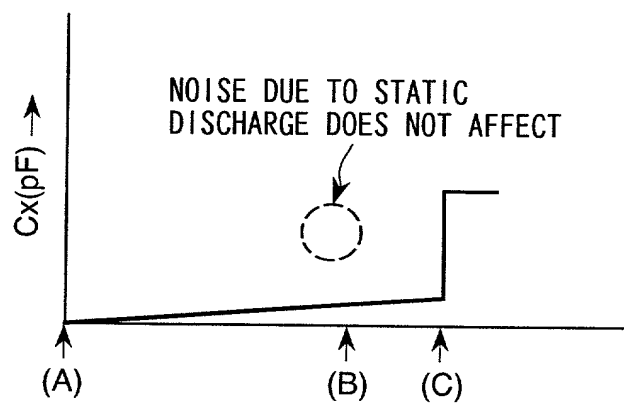 NOISE DUE TO STATIC
DISCHARGE DOES NOT AFFECT
Cx(pF) →
(A)
(B)
(C)